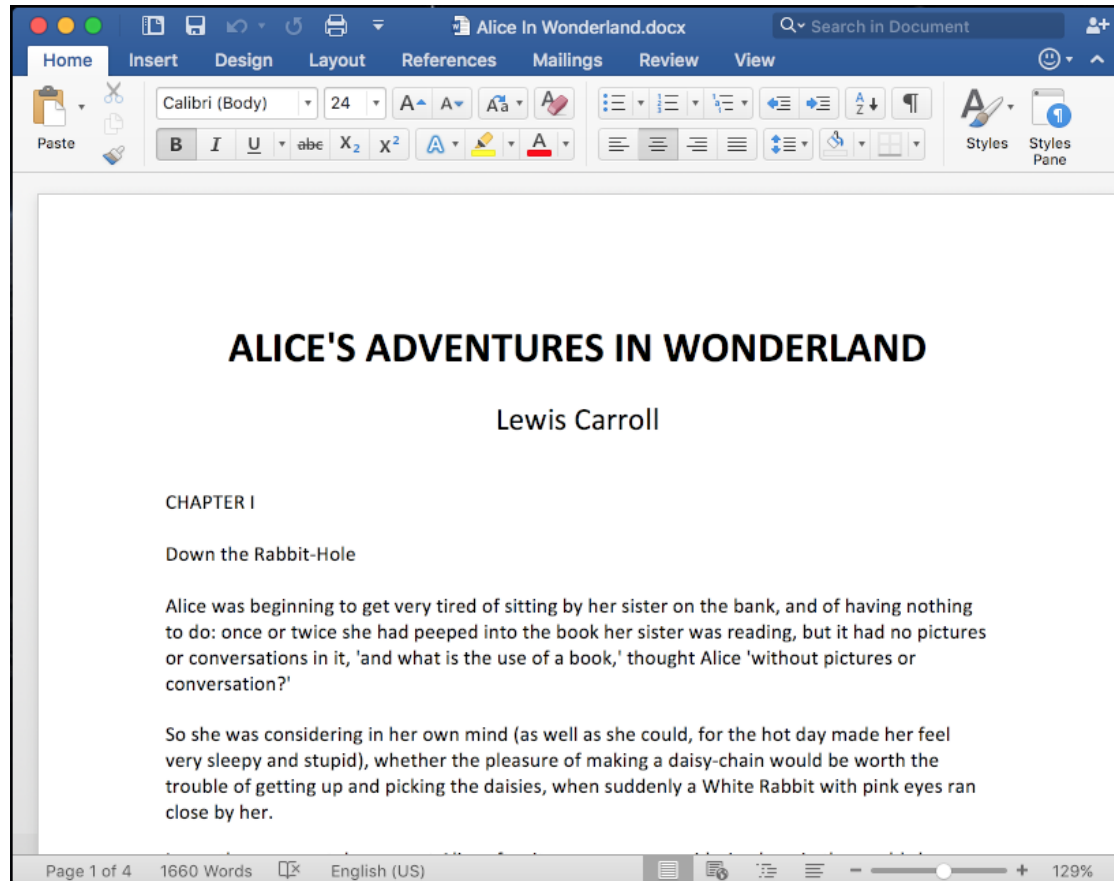 Alice In Wonderland.docx
Search in Document
Home Insert Design Layout References Mailings Review View
Calibri (Body) 24
Paste
Styles
Styles Pane
ALICE'S ADVENTURES IN WONDERLAND
Lewis Carroll
CHAPTER I
Down the Rabbit-Hole
Alice was beginning to get very tired of sitting by her sister on the bank, and of having nothing
to do: once or twice she had peeped into the book her sister was reading, but it had no pictures
or conversations in it, 'and what is the use of a book,' thought Alice 'without pictures or
conversation?'
So she was considering in her own mind (as well as she could, for the hot day made her feel
very sleepy and stupid), whether the pleasure of making a daisy-chain would be worth the
trouble of getting up and picking the daisies, when suddenly a White Rabbit with pink eyes ran
close by her.
Page 1 of 4 1660 Words English (US) 129%